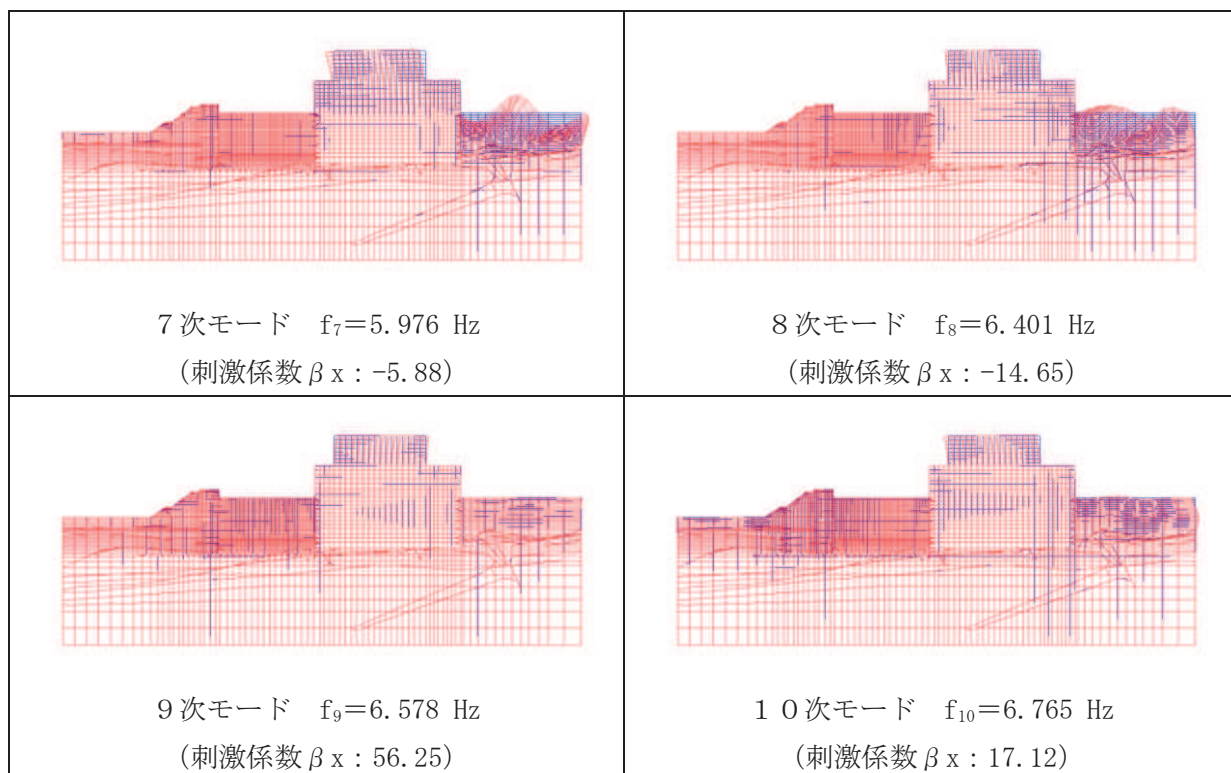 7次モード f₇=5.976 Hz
(刺激係数βx:-5.88)
8次モード f₈=6.401 Hz
(刺激係数βx:-14.65)
9次モード f₉=6.578 Hz
(刺激係数βx:56.25)
10次モード f₁₀=6.765 Hz
(刺激係数βx:17.12)